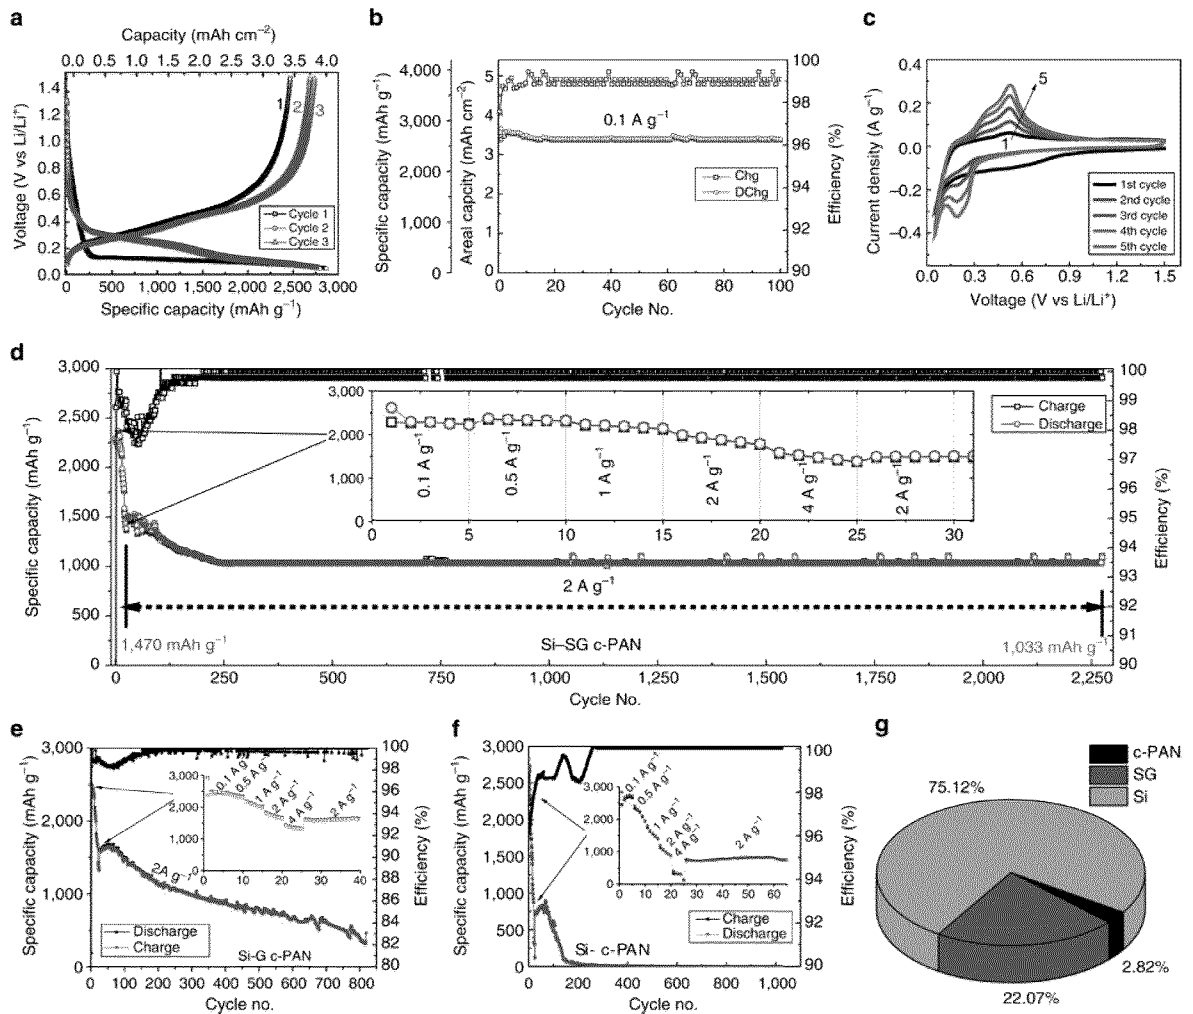 a
Capacity (mAh cm−2)
0.0 1.0 2.0 3.0 4.0
1.4
1.2
1.0
0.8
0.6
0.4
0.2
0.0
Voltage (V vs Li/Li+)
1
2
3
Cycle 1
Cycle 2
Cycle 3
0 500 1,000 1,500 2,000 2,500 3,000
Specific capacity (mAh g−1)
b
Specific capacity (mAh g−1)
4,000
3,000
2,000
1,000
0
Areal capacity (mAh cm−2)
5
4
3
2
1
0
0.1 A g−1
Chg
DChg
100
98
96
94
92
90
Efficiency (%)
0 20 40 60 80 100
Cycle No.
c
Current density (A g−1)
0.4
0.2
0.0
−0.2
−0.4
5
1
1st cycle
2nd cycle
3rd cycle
4th cycle
5th cycle
0.0 0.3 0.6 0.9 1.2 1.5
Voltage (V vs Li/Li+)
d
Specific capacity (mAh g−1)
3,000
2,500
2,000
1,500
1,000
500
0
3,000
2,000
1,000
0
0.1 A g−1
0.5 A g−1
1 A g−1
2 A g−1
4 A g−1
2 A g−1
0 5 10 15 20 25 30
Charge
Discharge
100
99
98
97
96
95
94
93
92
91
90
Efficiency (%)
2 A g−1
1,470 mAh g−1
Si–SG c-PAN
1,033 mAh g−1
0 250 500 750 1,000 1,250 1,500 1,750 2,000 2,250
Cycle No.
e
Specific capacity (mAh g−1)
3,000
2,500
2,000
1,500
1,000
500
0
3,000
2,000
1,000
0
0.1 A g−1
0.5 A g−1
1 A g−1
2 A g−1
4 A g−1
2 A g−1
0 10 20 30 40
2A g−1
Discharge
Charge
Si-G c-PAN
100
98
96
94
92
90
88
86
84
82
80
Efficiency (%)
0 100 200 300 400 500 600 700 800
Cycle no.
f
Specific capacity (mAh g−1)
3,000
2,500
2,000
1,500
1,000
500
0
3,000
2,000
1,000
0
0.1 A g−1
0.5 A g−1
1 A g−1
2 A g−1
4 A g−1
2 A g−1
0 10 20 30 40 50 60
Charge
Discharge
Si- c-PAN
100
98
96
94
92
90
Efficiency (%)
0 200 400 600 800 1,000
Cycle no.
g
c-PAN
SG
Si
75.12%
2.82%
22.07%